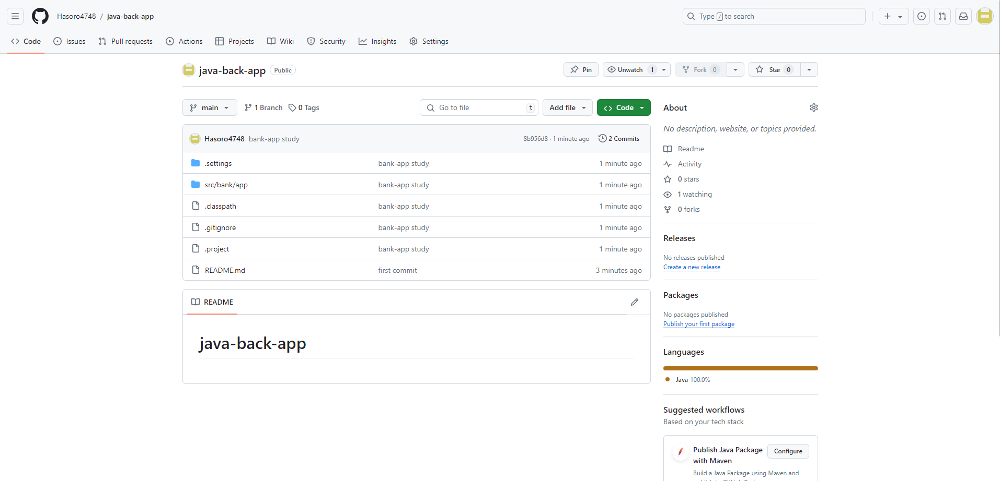 Hasoro4748 / java-back-app
Type / to search
Code Issues Pull requests Actions Projects Wiki Security Insights Settings
java-back-app Public
Pin Unwatch 1 Fork 0 Star 0
main 1 Branch 0 Tags Go to file t Add file Code
Hasoro4748 bank-app study 8b956d8 · 1 minute ago 2 Commits
.settings bank-app study 1 minute ago
src/bank/app bank-app study 1 minute ago
.classpath bank-app study 1 minute ago
.gitignore bank-app study 1 minute ago
.project bank-app study 1 minute ago
README.md first commit 3 minutes ago
README
java-back-app
About
No description, website, or topics provided.
Readme
Activity
0 stars
1 watching
0 forks
Releases
No releases published
Create a new release
Packages
No packages published
Publish your first package
Languages
Java 100.0%
Suggested workflows
Based on your tech stack
Publish Java Package
with Maven
Configure
Build a Java Package using Maven and